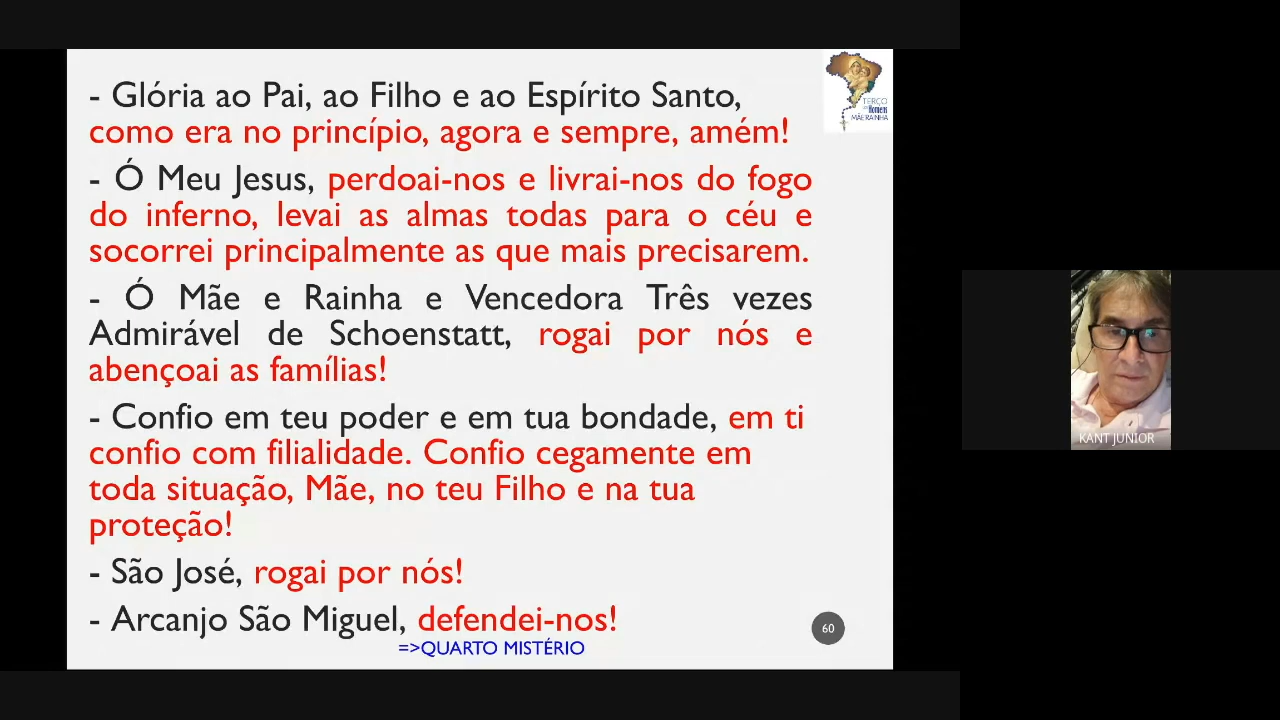 - Glória ao Pai, ao Filho e ao Espírito Santo,
como era no princípio, agora e sempre, amém!
- Ó Meu Jesus, perdoai-nos e livrai-nos do fogo
do inferno, levai as almas todas para o céu e
socorrei principalmente as que mais precisarem.
- Ó Mãe e Rainha e Vencedora Três vezes
Admirável de Schoenstatt, rogai por nós e
abençoai as famílias!
- Confio em teu poder e em tua bondade, em ti
confio com filialidade. Confio cegamente em
toda situação, Mãe, no teu Filho e na tua
proteção!
- São José, rogai por nós!
- Arcanjo São Miguel, defendei-nos!
=>QUARTO MISTÉRIO
60
TERÇO
Homens
MÃE RAINHA
KANT JUNIOR